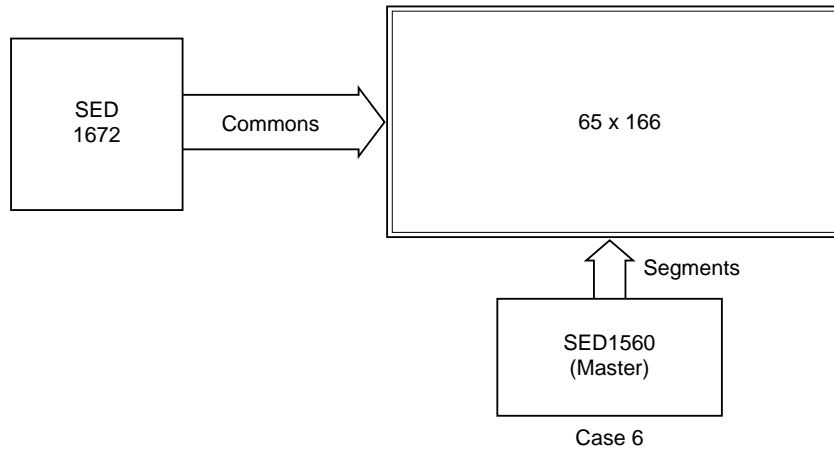 SED
1672
Commons
65 x 166
Segments
SED1560
(Master)
Case 6